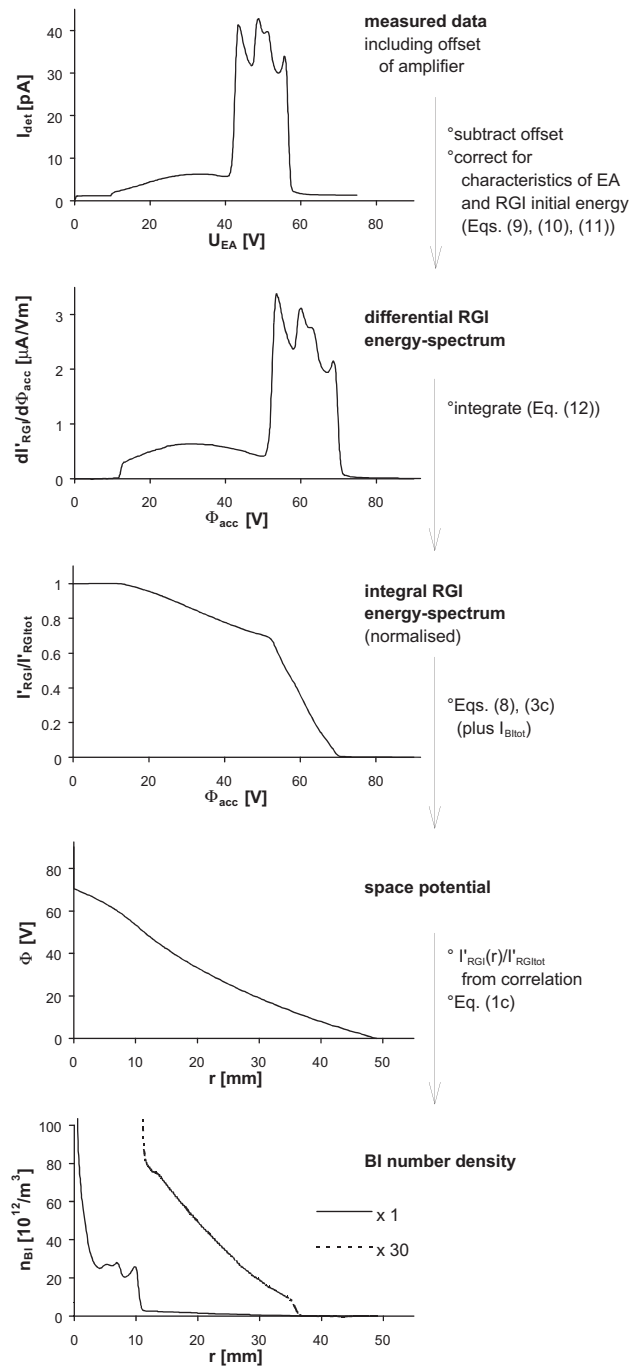 measured data
including offset
of amplifier
40
30
20
10
0
I_det [pA]
0 20 40 60 80
U_EA [V]
°subtract offset
°correct for
characteristics of EA
and RGI initial energy
(Eqs. (9), (10), (11))
differential RGI
energy-spectrum
3
2
1
0
dI'_RGI/dΦ_acc [µA/Vm]
0 20 40 60 80
Φ_acc [V]
°integrate (Eq. (12))
integral RGI
energy-spectrum
(normalised)
1
0.8
0.6
0.4
0.2
0
I'_RGI/I'_RGItot
0 20 40 60 80
Φ_acc [V]
°Eqs. (8), (3c)
(plus I_BItot)
space potential
80
60
40
20
0
Φ [V]
0 10 20 30 40 50
r [mm]
° I'_RGI(r)/I'_RGItot
from correlation
°Eq. (1c)
BI number density
100
80
60
40
20
0
n_BI [10^12/m^3]
x 1
x 30
0 10 20 30 40 50
r [mm]